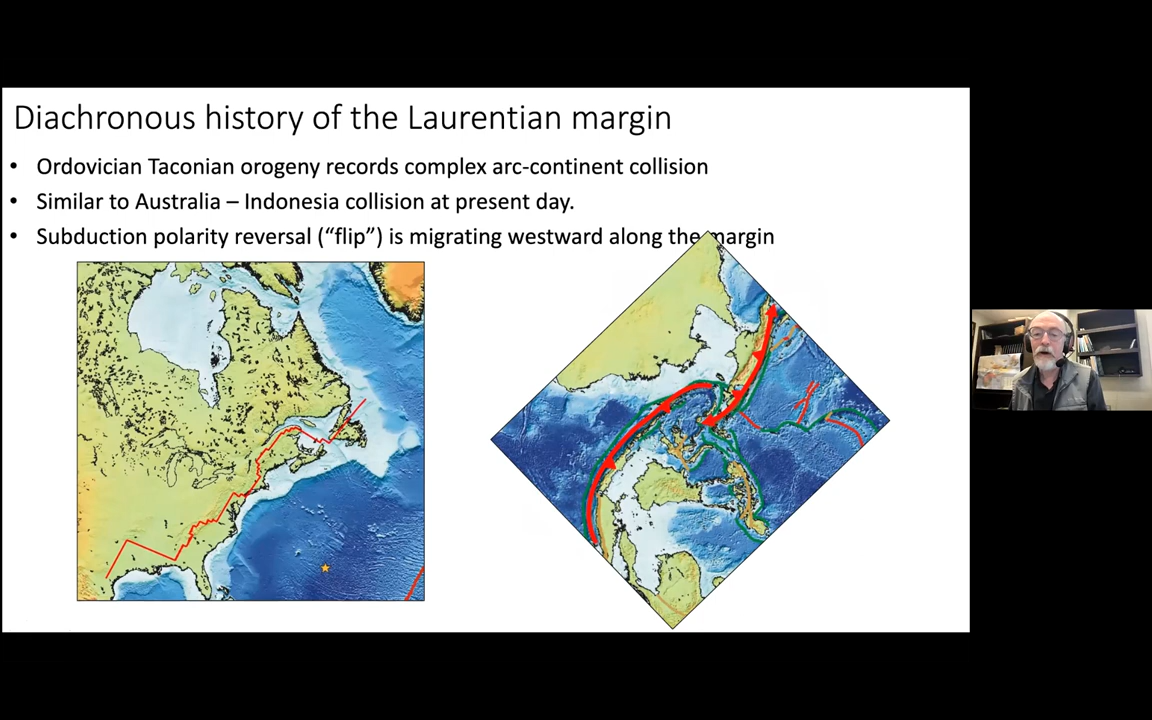 Diachronous history of the Laurentian margin
• Ordovician Taconian orogeny records complex arc-continent collision
• Similar to Australia – Indonesia collision at present day.
• Subduction polarity reversal (“flip”) is migrating westward along the margin